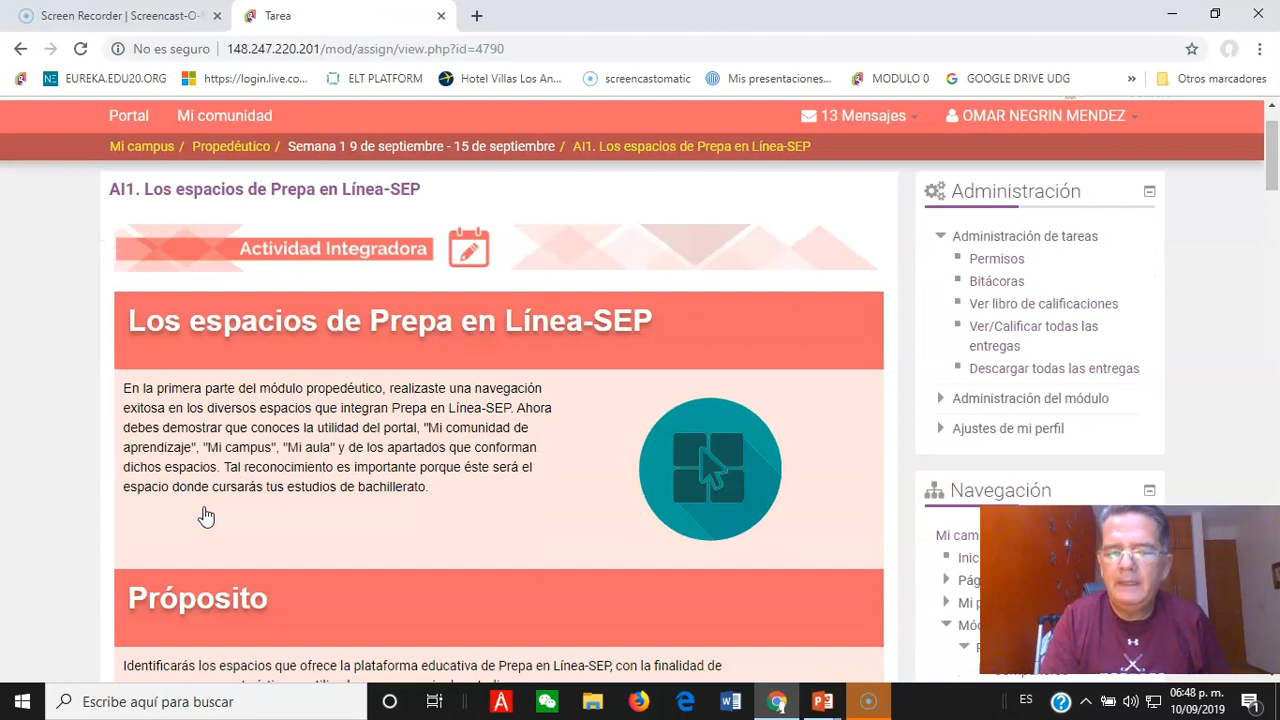 Screen Recorder | Screencast-O-
Tarea
No es seguro
148.247.220.201/mod/assign/view.php?id=4790
EUREKA.EDU20.ORG
https://login.live.co...
ELT PLATFORM
Hotel Villas Los An...
screencastomatic
Mis presentaciones...
MODULO 0
GOOGLE DRIVE UDG
»
Otros marcadores
Portal
Mi comunidad
13 Mensajes
OMAR NEGRIN MENDEZ
Mi campus / Propedéutico / Semana 1 9 de septiembre - 15 de septiembre / AI1. Los espacios de Prepa en Línea-SEP
AI1. Los espacios de Prepa en Línea-SEP
Actividad Integradora
Los espacios de Prepa en Línea-SEP
En la primera parte del módulo propedéutico, realizaste una navegación
exitosa en los diversos espacios que integran Prepa en Línea-SEP. Ahora
debes demostrar que conoces la utilidad del portal, "Mi comunidad de
aprendizaje", "Mi campus", "Mi aula" y de los apartados que conforman
dichos espacios. Tal reconocimiento es importante porque éste será el
espacio donde cursarás tus estudios de bachillerato.
Próposito
Identificarás los espacios que ofrece la plataforma educativa de Prepa en Línea-SEP, con la finalidad de
Administración
Administración de tareas
Permisos
Bitácoras
Ver libro de calificaciones
Ver/Calificar todas las
entregas
Descargar todas las entregas
Administración del módulo
Ajustes de mi perfil
Navegación
Mi cam
Inic
Pág
Mi p
Mód
Escribe aquí para buscar
ES
06:48 p. m.
10/09/2019